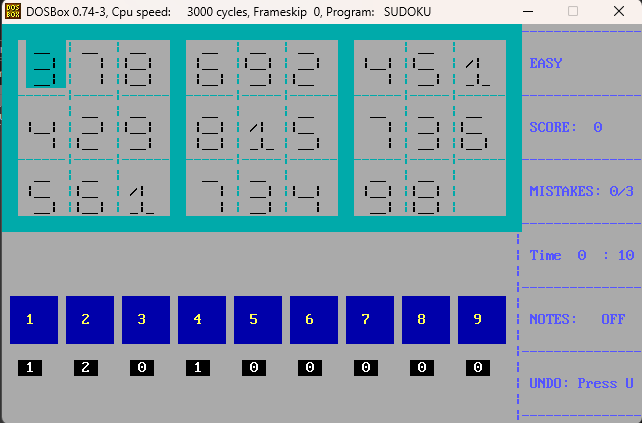 DOSBox 0.74-3, Cpu speed: 3000 cycles, Frameskip 0, Program: SUDOKU
3 7 8 6 9 2 4 5 1
4 2 9 8 1 5 7 3 6
5 6 1 7 3 4 9 8
EASY
SCORE: 0
MISTAKES: 0/3
Time 0 : 10
NOTES: OFF
UNDO: Press U
1 2 3 4 5 6 7 8 9
1 2 0 1 0 0 0 0 0